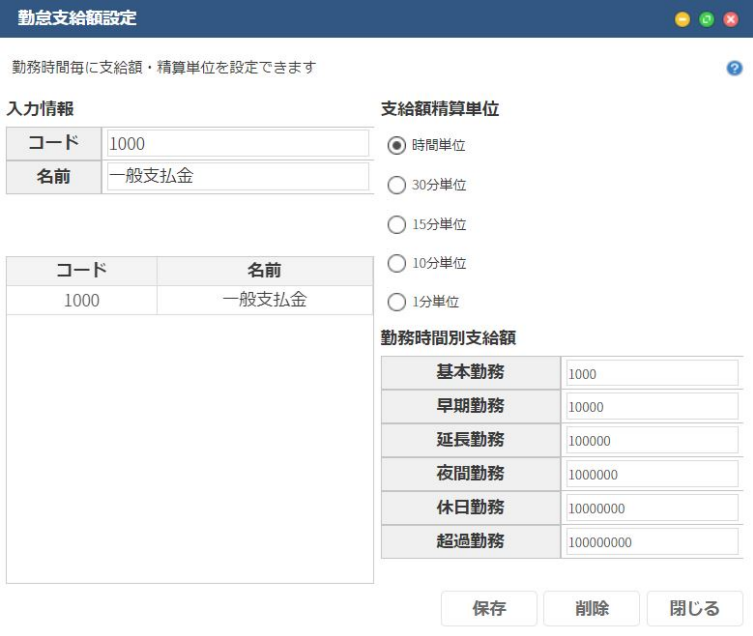 勤怠支給額設定
勤務時間毎に支給額・精算単位を設定できます
入力情報
コード 1000
名前 一般支払金
コード 名前
1000 一般支払金
支給額精算単位
時間単位
30分単位
15分単位
10分単位
1分単位
勤務時間別支給額
基本勤務 1000
早期勤務 10000
延長勤務 100000
夜間勤務 1000000
休日勤務 10000000
超過勤務 100000000
保存 削除 閉じる